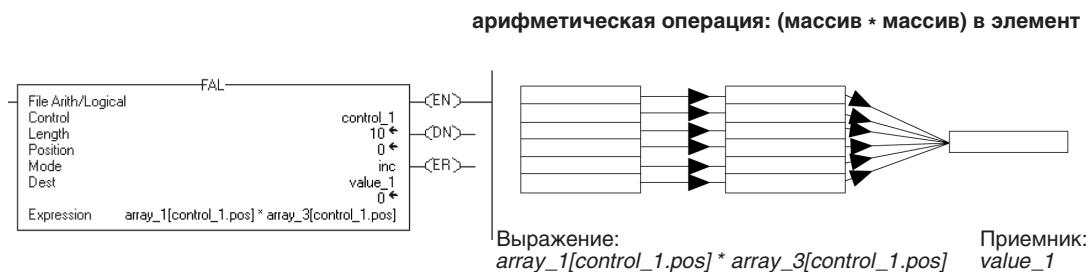 арифметическая операция: (массив * массив) в элемент
FAL
File Arith/Logical
Control control_1
Length 10
Position 0
Mode inc
Dest value_1
0
Expression array_1[control_1.pos] * array_3[control_1.pos]
EN
DN
ER
Выражение: Приемник:
array_1[control_1.pos] * array_3[control_1.pos] value_1